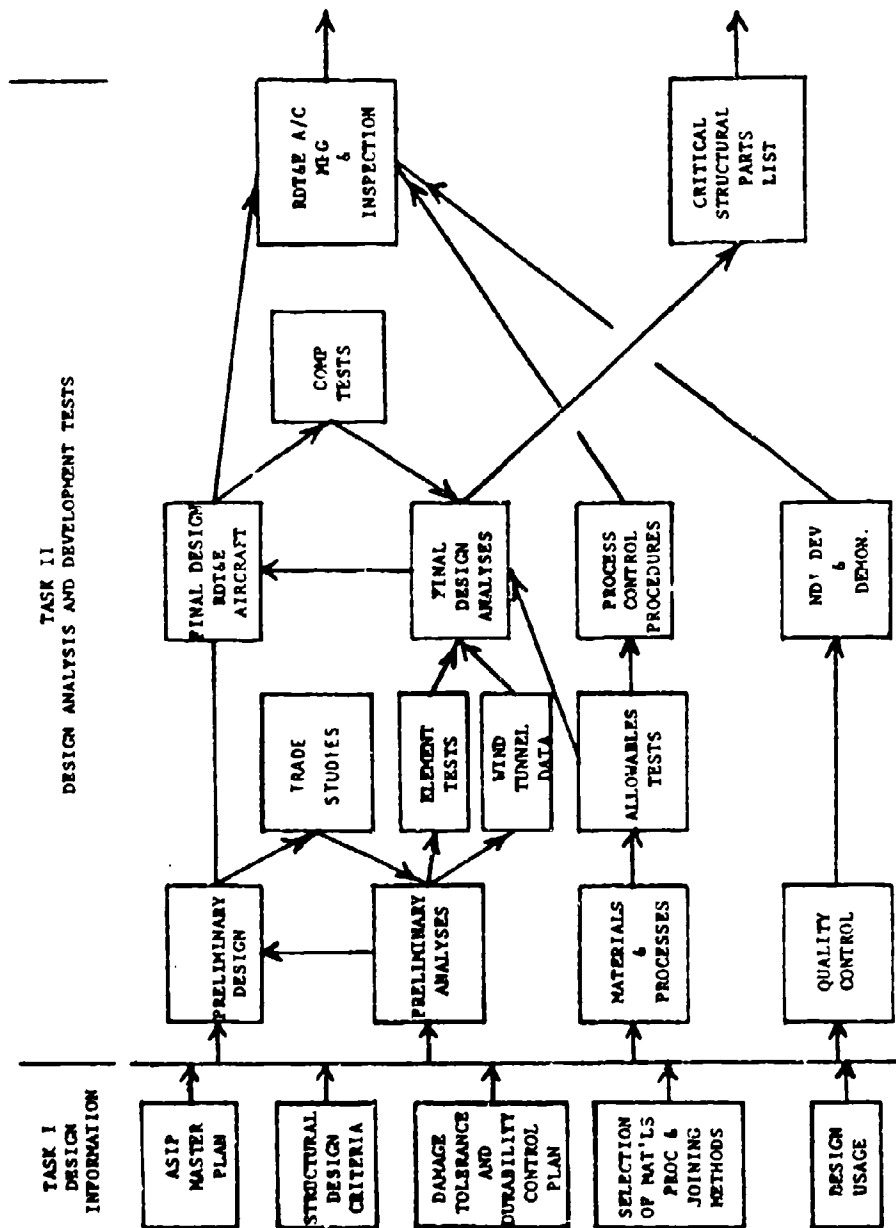 TASK I
DESIGN
INFORMATION
TASK II
DESIGN ANALYSIS AND DEVELOPMENT TESTS
ASIP
MASTER
PLAN
STRUCTURAL
DESIGN
CRITERIA
DAMAGE
TOLERANCE
AND
DURABILITY
CONTROL
PLAN
SELECTION
OF MAT'LS
PROC &
JOINING
METHODS
DESIGN
USAGE
PRELIMINARY
DESIGN
PRELIMINARY
ANALYSES
MATERIALS
&
PROCESSES
QUALITY
CONTROL
TRADE
STUDIES
ELEMENT
TESTS
WIND
TUNNEL
DATA
ALLOWABLES
TESTS
FINAL DESIGN
RDT&E
AIRCRAFT
FINAL
DESIGN
ANALYSES
PROCESS
CONTROL
PROCEDURES
ND' DEV
&
DEMON.
COMP
TESTS
RDT&E A/C
MFG
&
INSPECTION
CRITICAL
STRUCTURAL
PARTS
LIST